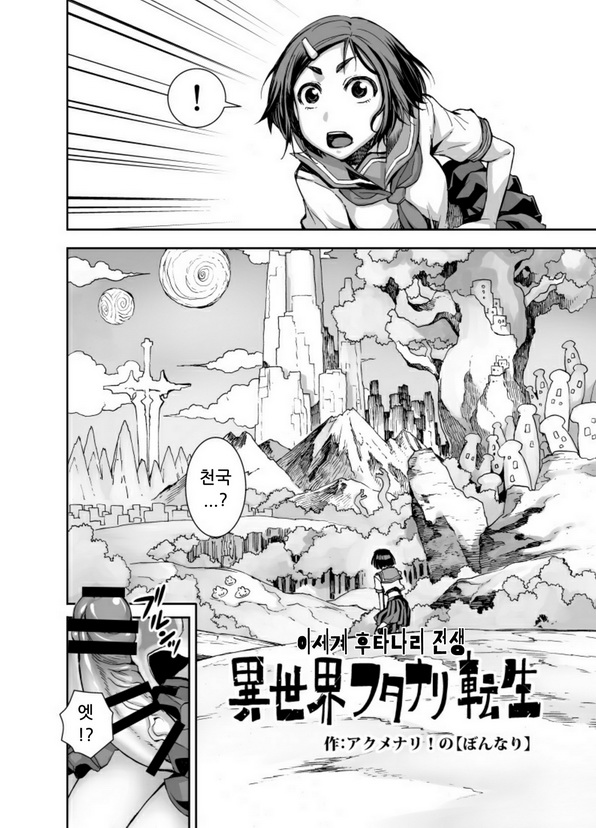 !
천국
...?
이세계 후타나리 전생
異世界フタナリ転生
作:アクメナリ!の【ぼんなり】
ブルンッ
엣
!?